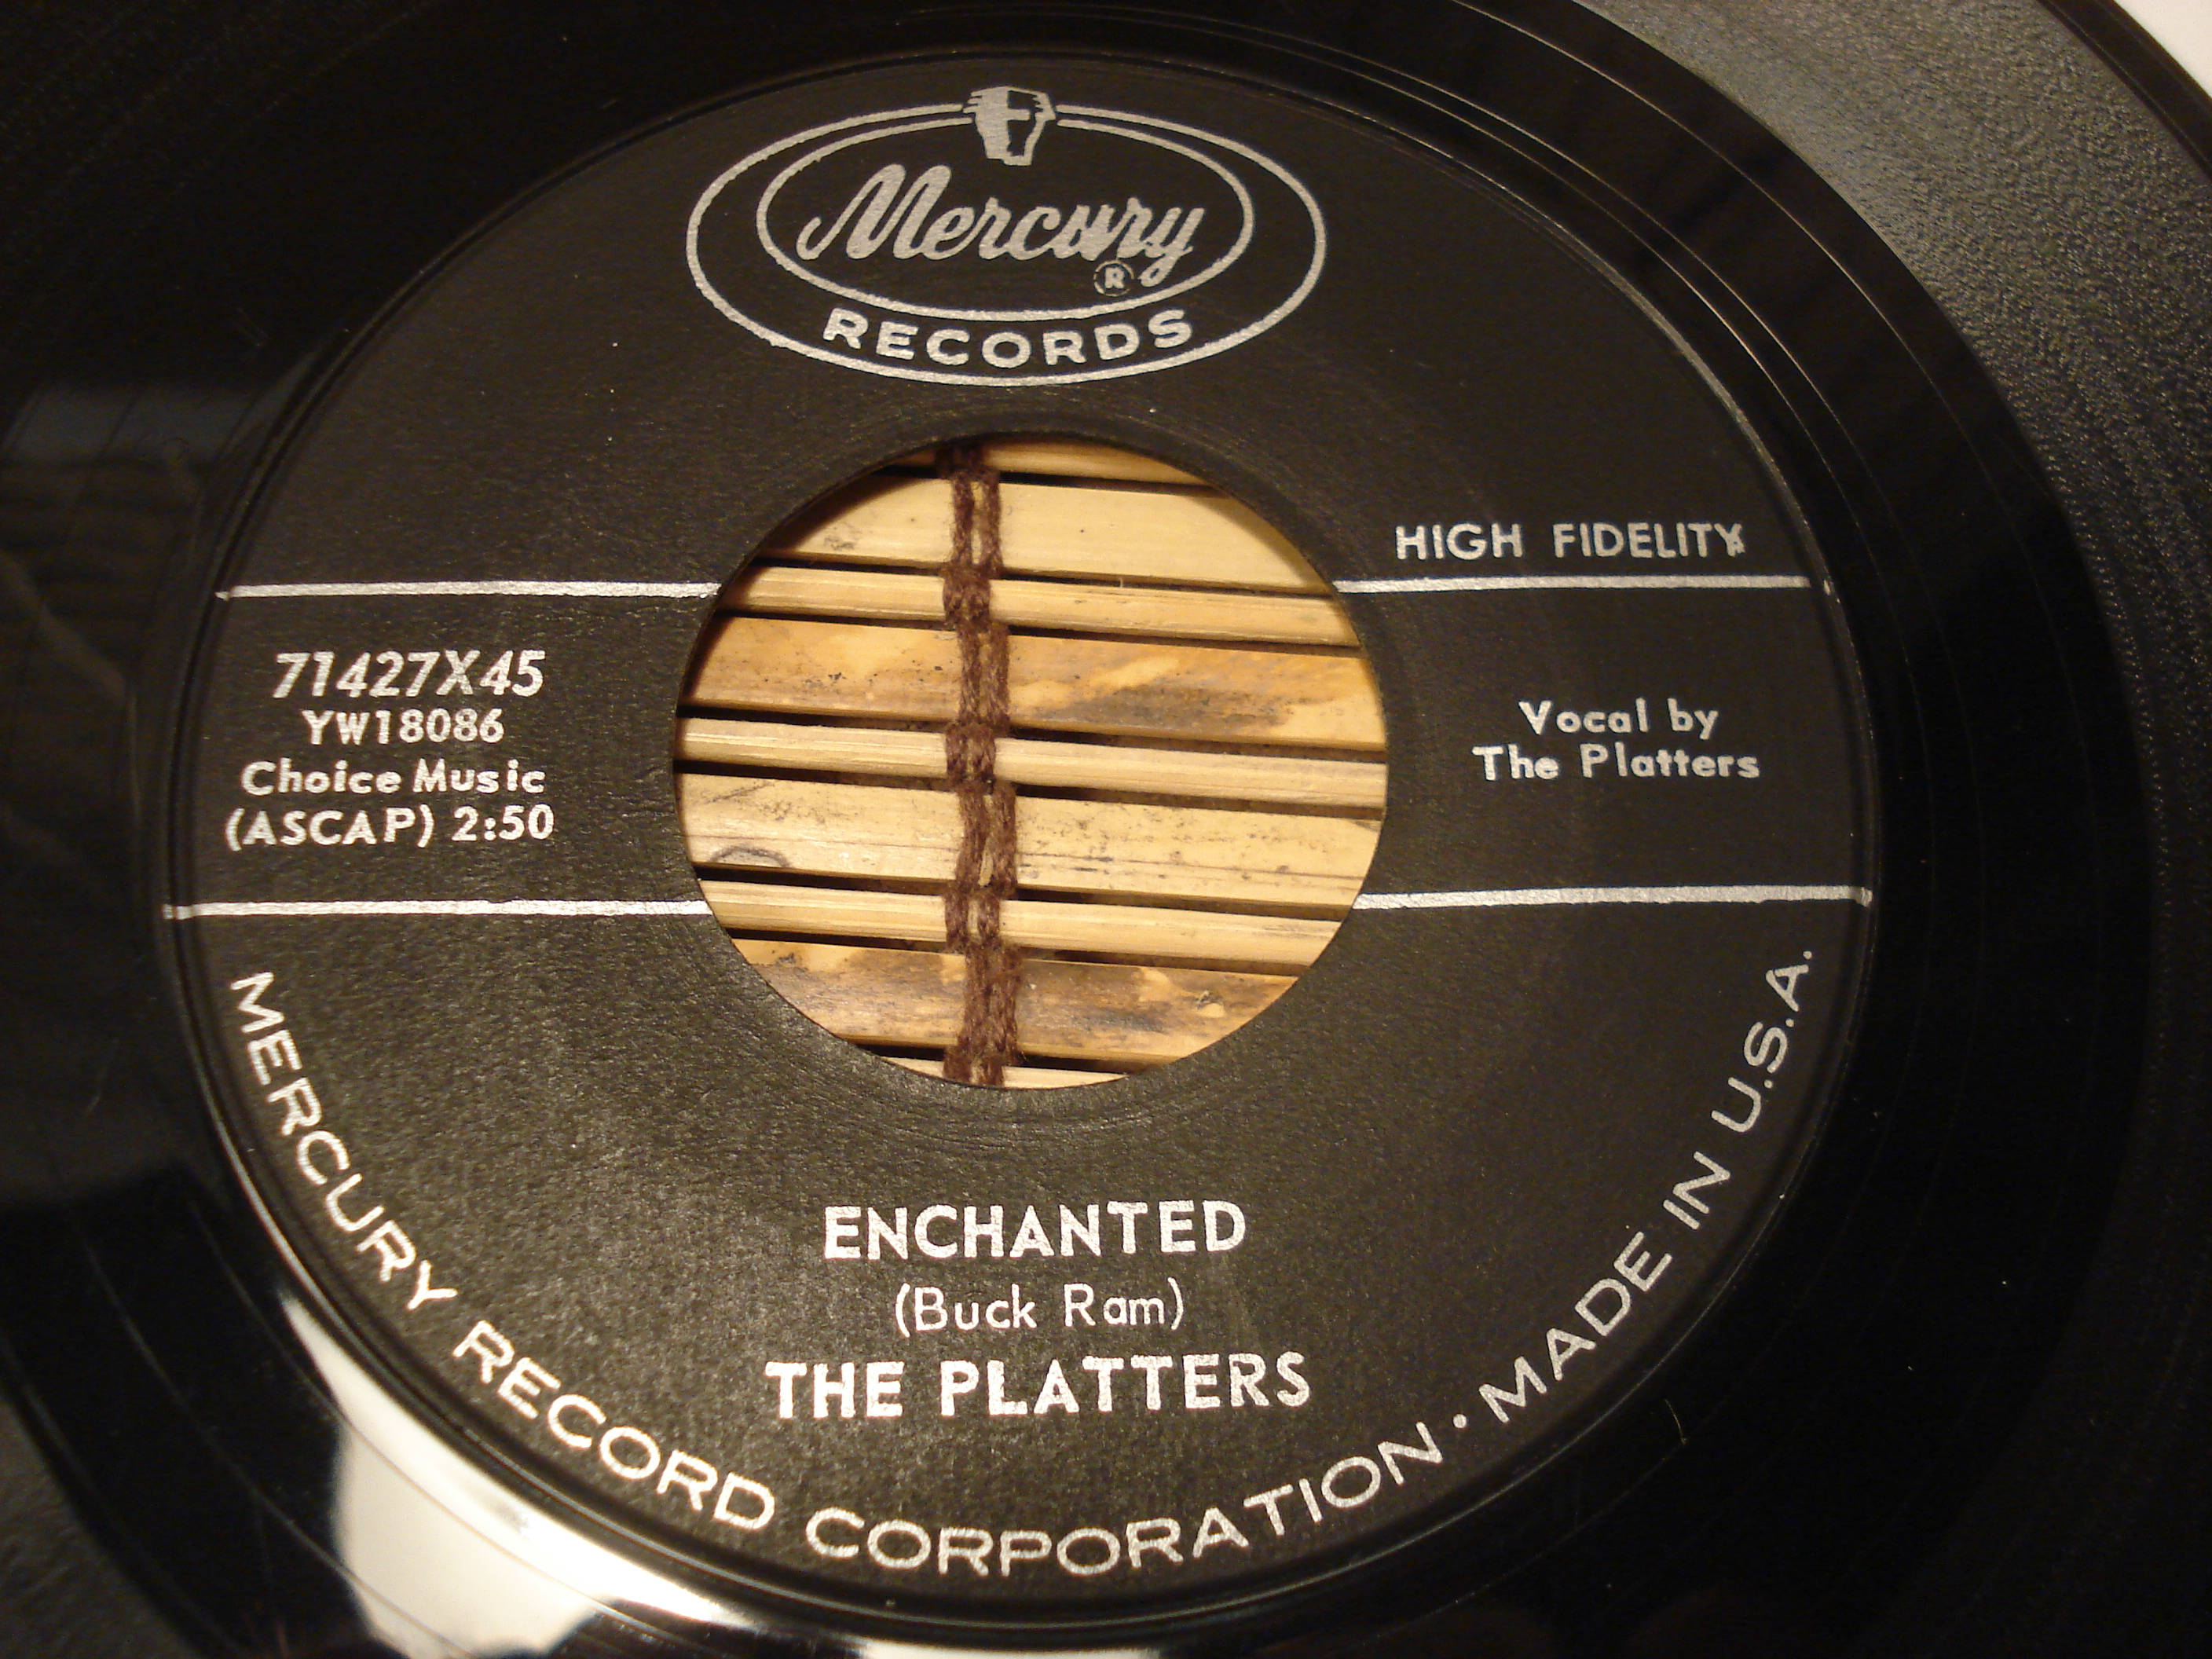 Mercury
®
RECORDS
HIGH FIDELITY
71427X45
YW18086
Choice Music
(ASCAP) 2:50
Vocal by
The Platters
ENCHANTED
(Buck Ram)
THE PLATTERS
MERCURY RECORD CORPORATION · MADE IN U.S.A.